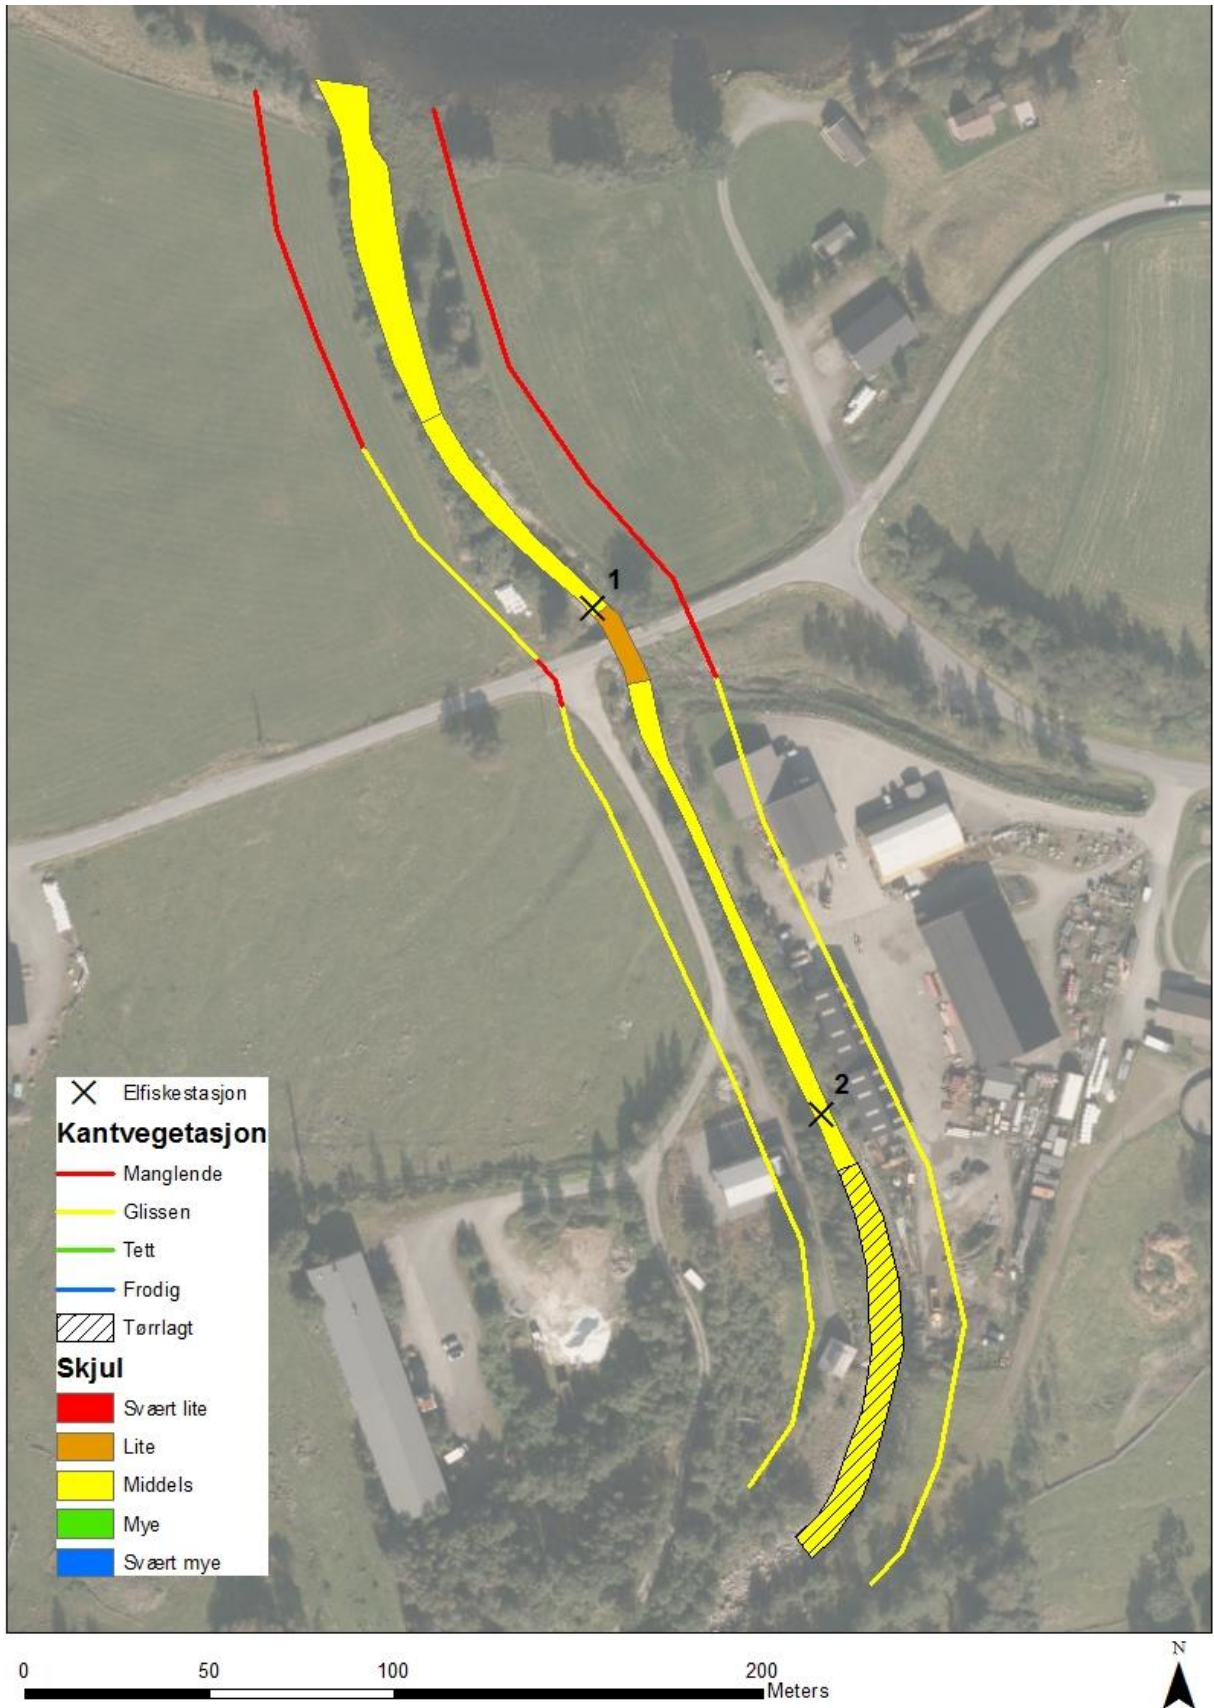 1
2
Elfiskestasjon
Kantvegetasjon
Manglende
Glissen
Tett
Frodig
Tørrlagt
Skjul
Svært lite
Lite
Middels
Mye
Svært mye
0 50 100 200
Meters
N